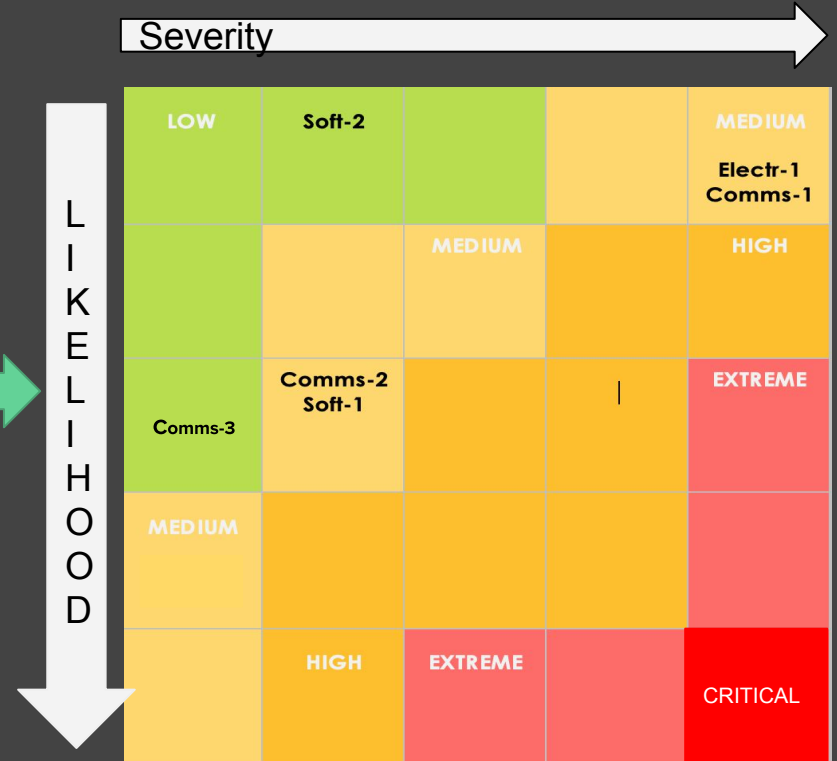 Severity
LIKELIHOOD
LOW
Soft-2
MEDIUM
Electr-1
Comms-1
MEDIUM
HIGH
Comms-3
Comms-2
Soft-1
EXTREME
MEDIUM
HIGH
EXTREME
CRITICAL